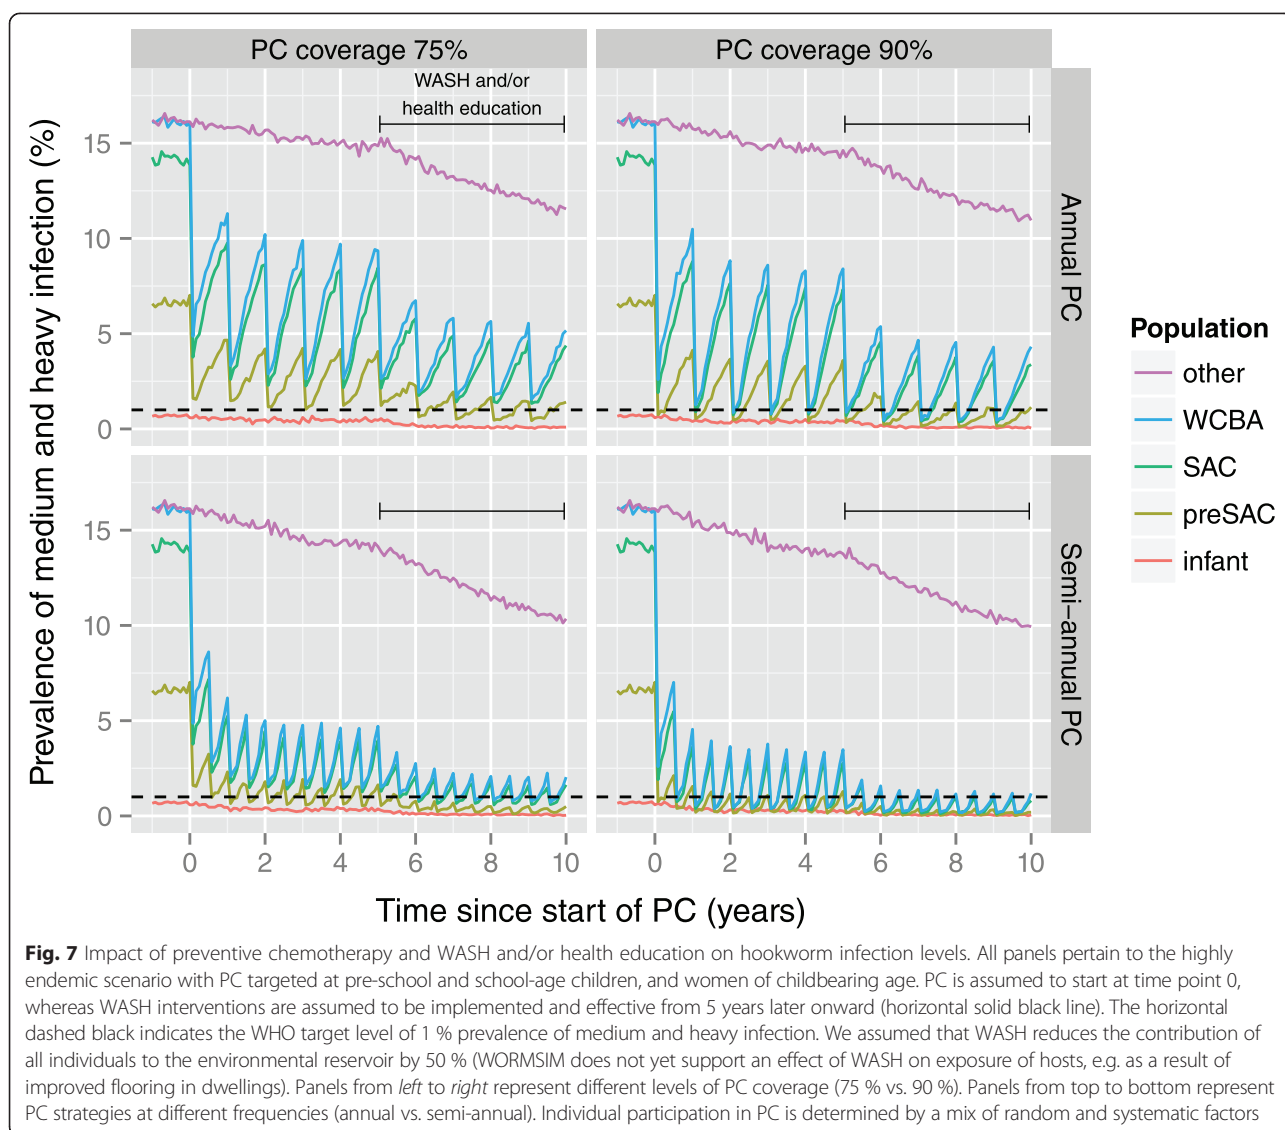 PC coverage 75%
PC coverage 90%
WASH and/or
health education
Prevalence of medium and heavy infection (%)
15
10
5
0
Annual PC
15
10
5
0
Semi−annual PC
0 2 4 6 8 10
0 2 4 6 8 10
Time since start of PC (years)
Population
other
WCBA
SAC
preSAC
infant
Fig. 7 Impact of preventive chemotherapy and WASH and/or health education on hookworm infection levels. All panels pertain to the highly
endemic scenario with PC targeted at pre-school and school-age children, and women of childbearing age. PC is assumed to start at time point 0,
whereas WASH interventions are assumed to be implemented and effective from 5 years later onward (horizontal solid black line). The horizontal
dashed black indicates the WHO target level of 1 % prevalence of medium and heavy infection. We assumed that WASH reduces the contribution of
all individuals to the environmental reservoir by 50 % (WORMSIM does not yet support an effect of WASH on exposure of hosts, e.g. as a result of
improved flooring in dwellings). Panels from left to right represent different levels of PC coverage (75 % vs. 90 %). Panels from top to bottom represent
PC strategies at different frequencies (annual vs. semi-annual). Individual participation in PC is determined by a mix of random and systematic factors